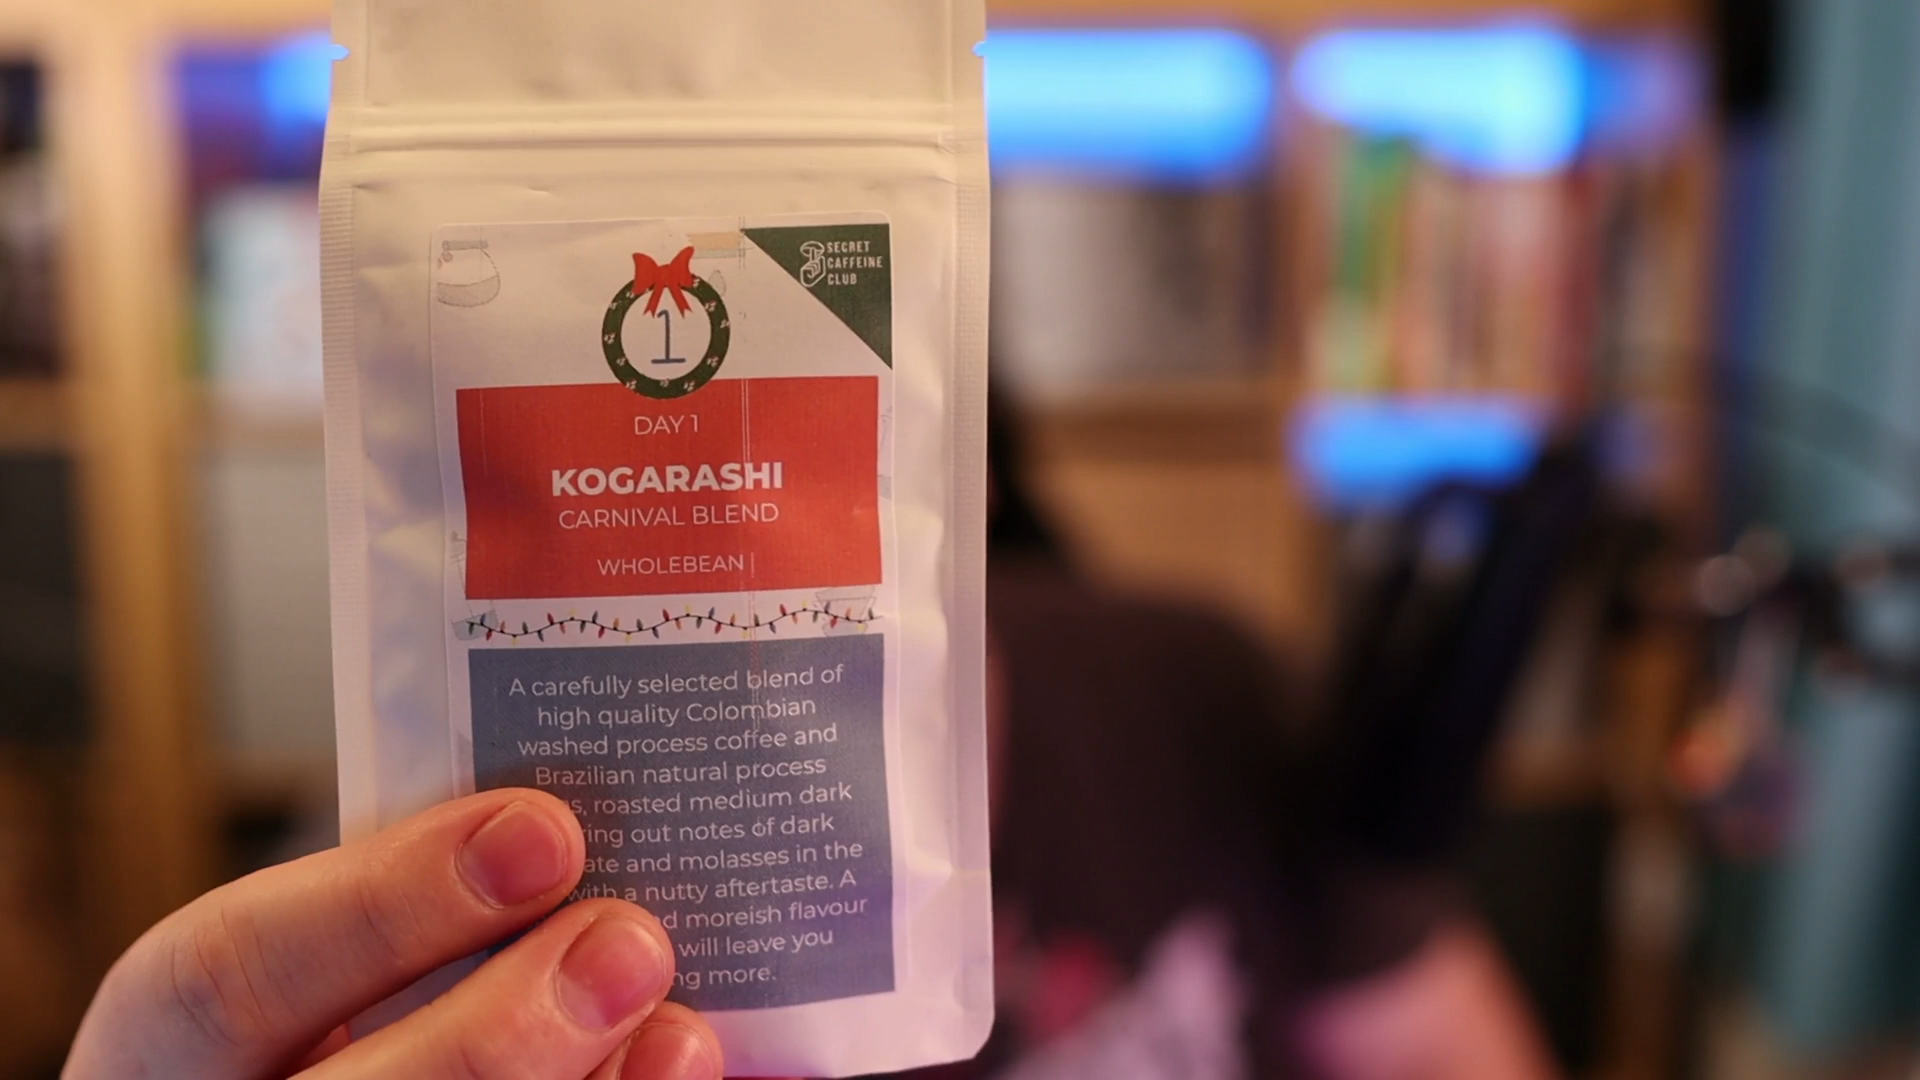 SECRET
CAFFEINE
CLUB
1
DAY 1
KOGARASHI
CARNIVAL BLEND
WHOLEBEAN |
A carefully selected blend of
high quality Colombian
washed process coffee and
Brazilian natural process
roasted medium dark
out notes of dark
and molasses in the
with a nutty aftertaste. A
moreish flavour
will leave you
more.